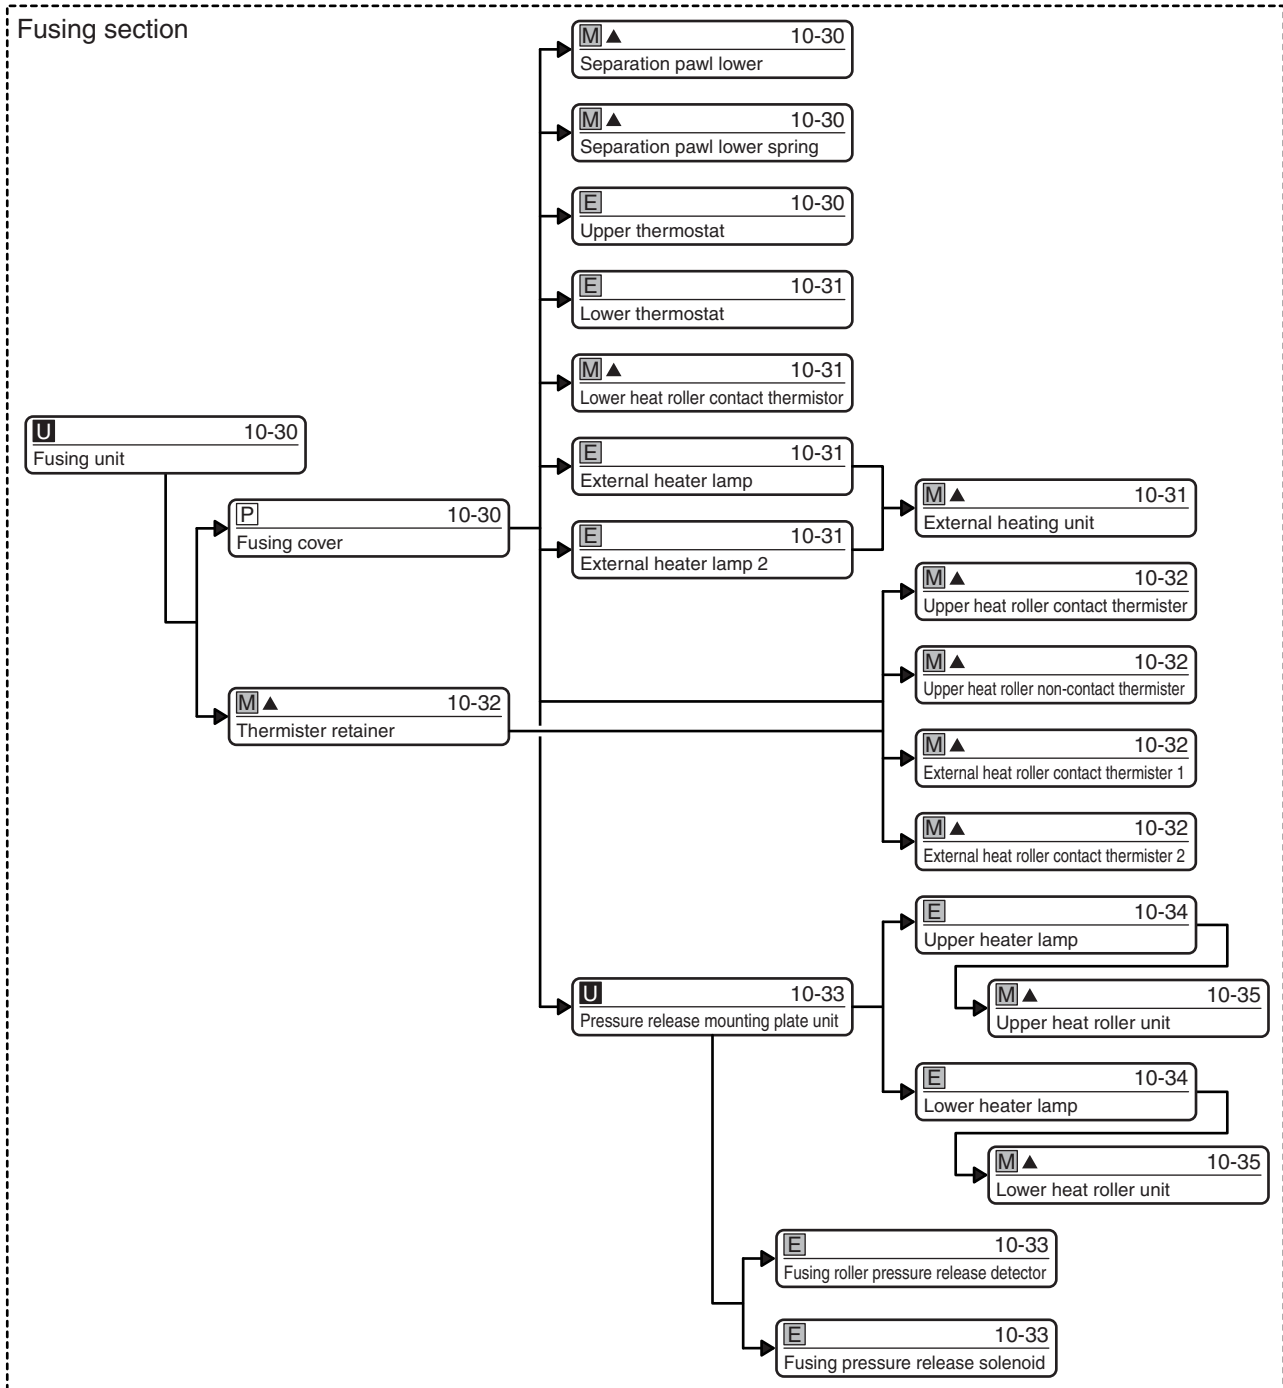 Fusing section
M ▲ 10-30
Separation pawl lower
M ▲ 10-30
Separation pawl lower spring
E 10-30
Upper thermostat
E 10-31
Lower thermostat
M ▲ 10-31
Lower heat roller contact thermistor
U 10-30
Fusing unit
E 10-31
External heater lamp
M ▲ 10-31
External heating unit
P 10-30
Fusing cover
E 10-31
External heater lamp 2
M ▲ 10-32
Upper heat roller contact thermister
M ▲ 10-32
Upper heat roller non-contact thermister
M ▲ 10-32
Thermister retainer
M ▲ 10-32
External heat roller contact thermister 1
M ▲ 10-32
External heat roller contact thermister 2
E 10-34
Upper heater lamp
U 10-33
Pressure release mounting plate unit
M ▲ 10-35
Upper heat roller unit
E 10-34
Lower heater lamp
M ▲ 10-35
Lower heat roller unit
E 10-33
Fusing roller pressure release detector
E 10-33
Fusing pressure release solenoid